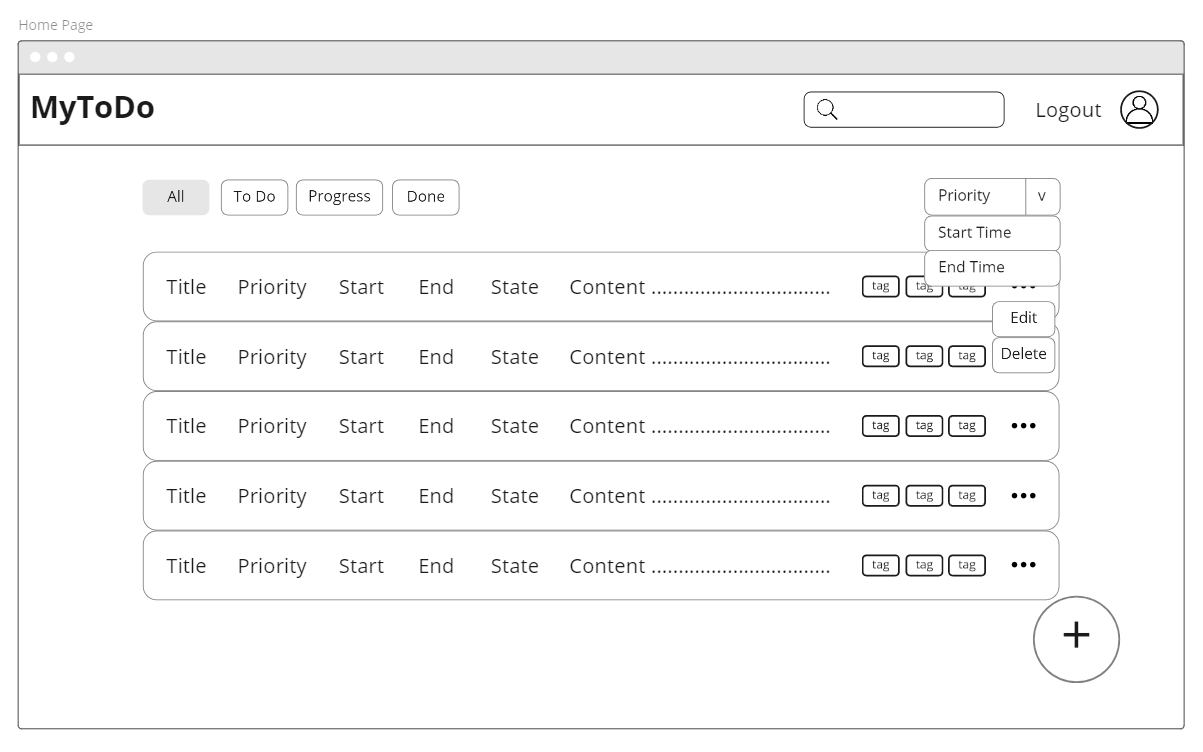 Home Page
MyToDo
Logout
All To Do Progress Done
Priority v
Start Time
End Time
Title Priority Start End State Content ................................. tag tag tag •••
Edit
Delete
Title Priority Start End State Content ................................. tag tag tag
Title Priority Start End State Content ................................. tag tag tag •••
Title Priority Start End State Content ................................. tag tag tag •••
Title Priority Start End State Content ................................. tag tag tag •••
+